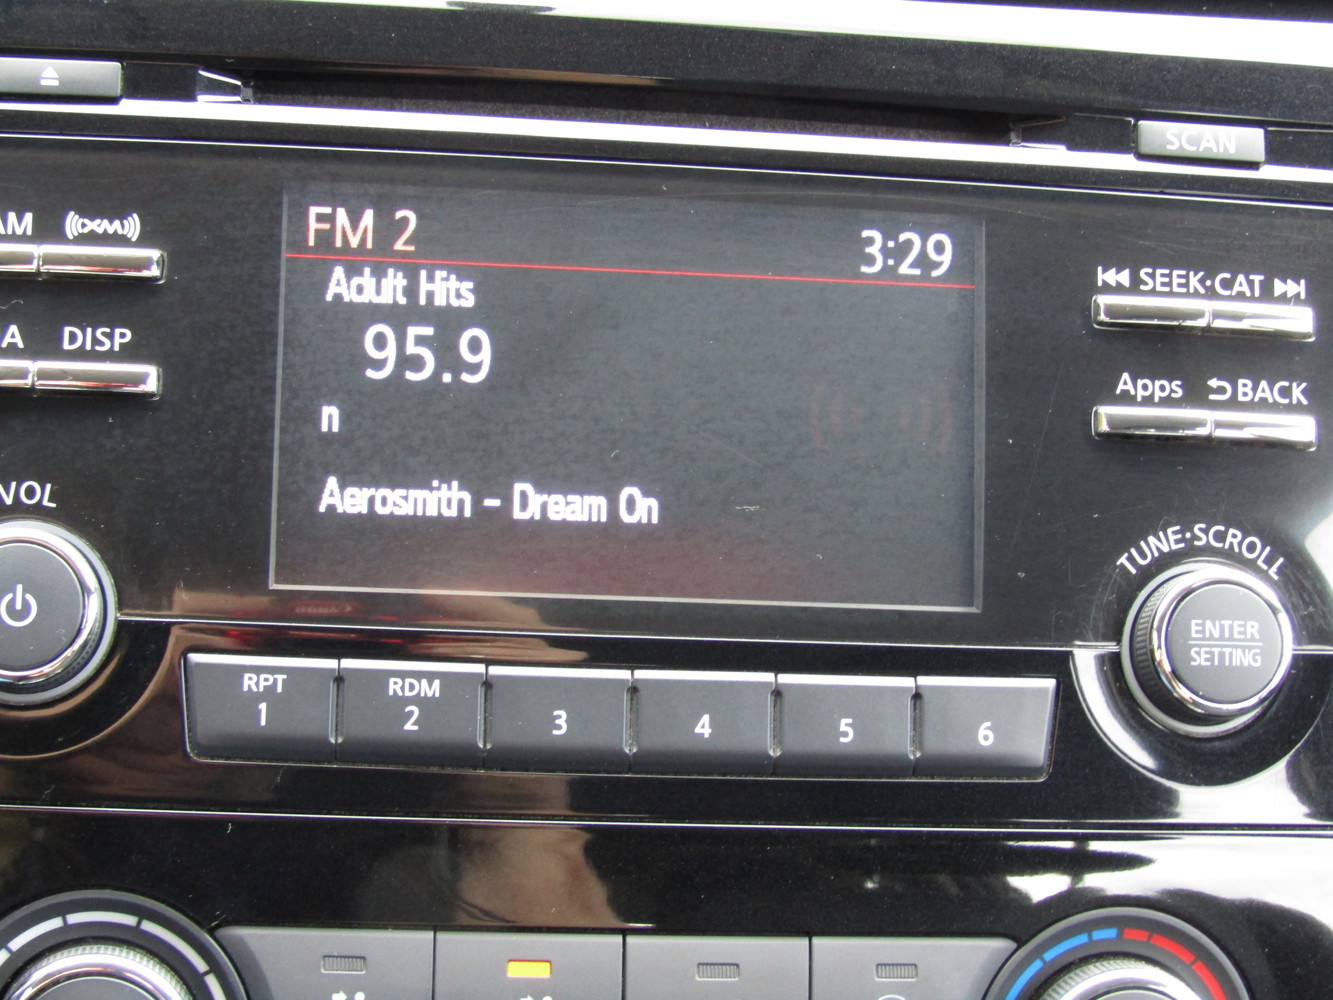 SCAN
AM
XM
FM 2
3:29
Adult Hits
SEEK·CAT
95.9
A
DISP
Apps
BACK
n
Aerosmith - Dream On
VOL
TUNE·SCROLL
ENTER
SETTING
RPT
1
RDM
2
3
4
5
6